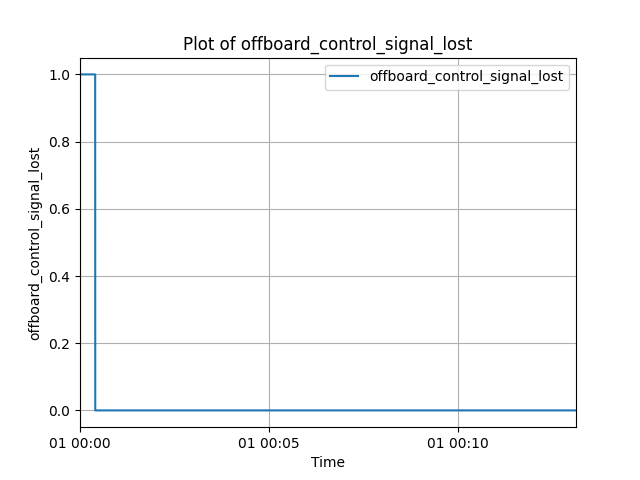 Plot of offboard_control_signal_lost
offboard_control_signal_lost
offboard_control_signal_lost
1.0
0.8
0.6
0.4
0.2
0.0
01 00:00
01 00:05
01 00:10
Time